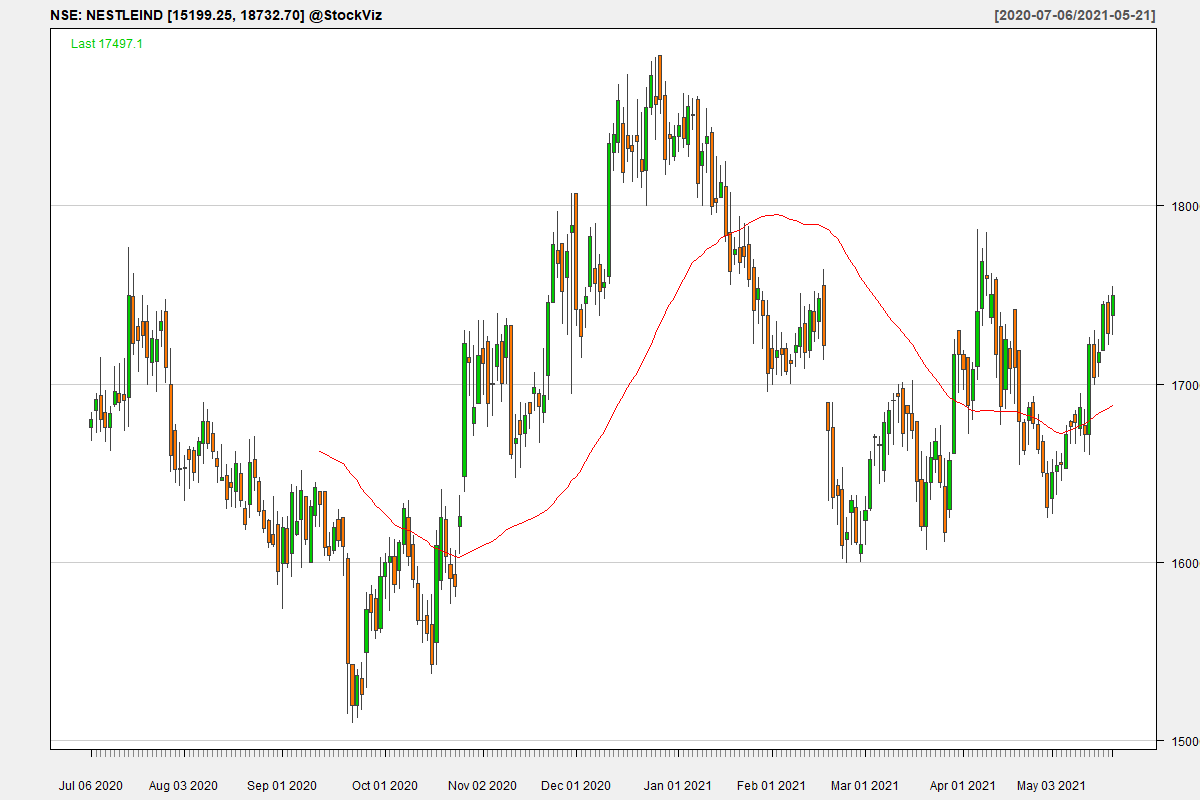 NSE: NESTLEIND [15199.25, 18732.70] @StockViz
[2020-07-06/2021-05-21]
Last 17497.1
1800
1700
1600
1500
Jul 06 2020 Aug 03 2020 Sep 01 2020 Oct 01 2020 Nov 02 2020 Dec 01 2020 Jan 01 2021 Feb 01 2021 Mar 01 2021 Apr 01 2021 May 03 2021